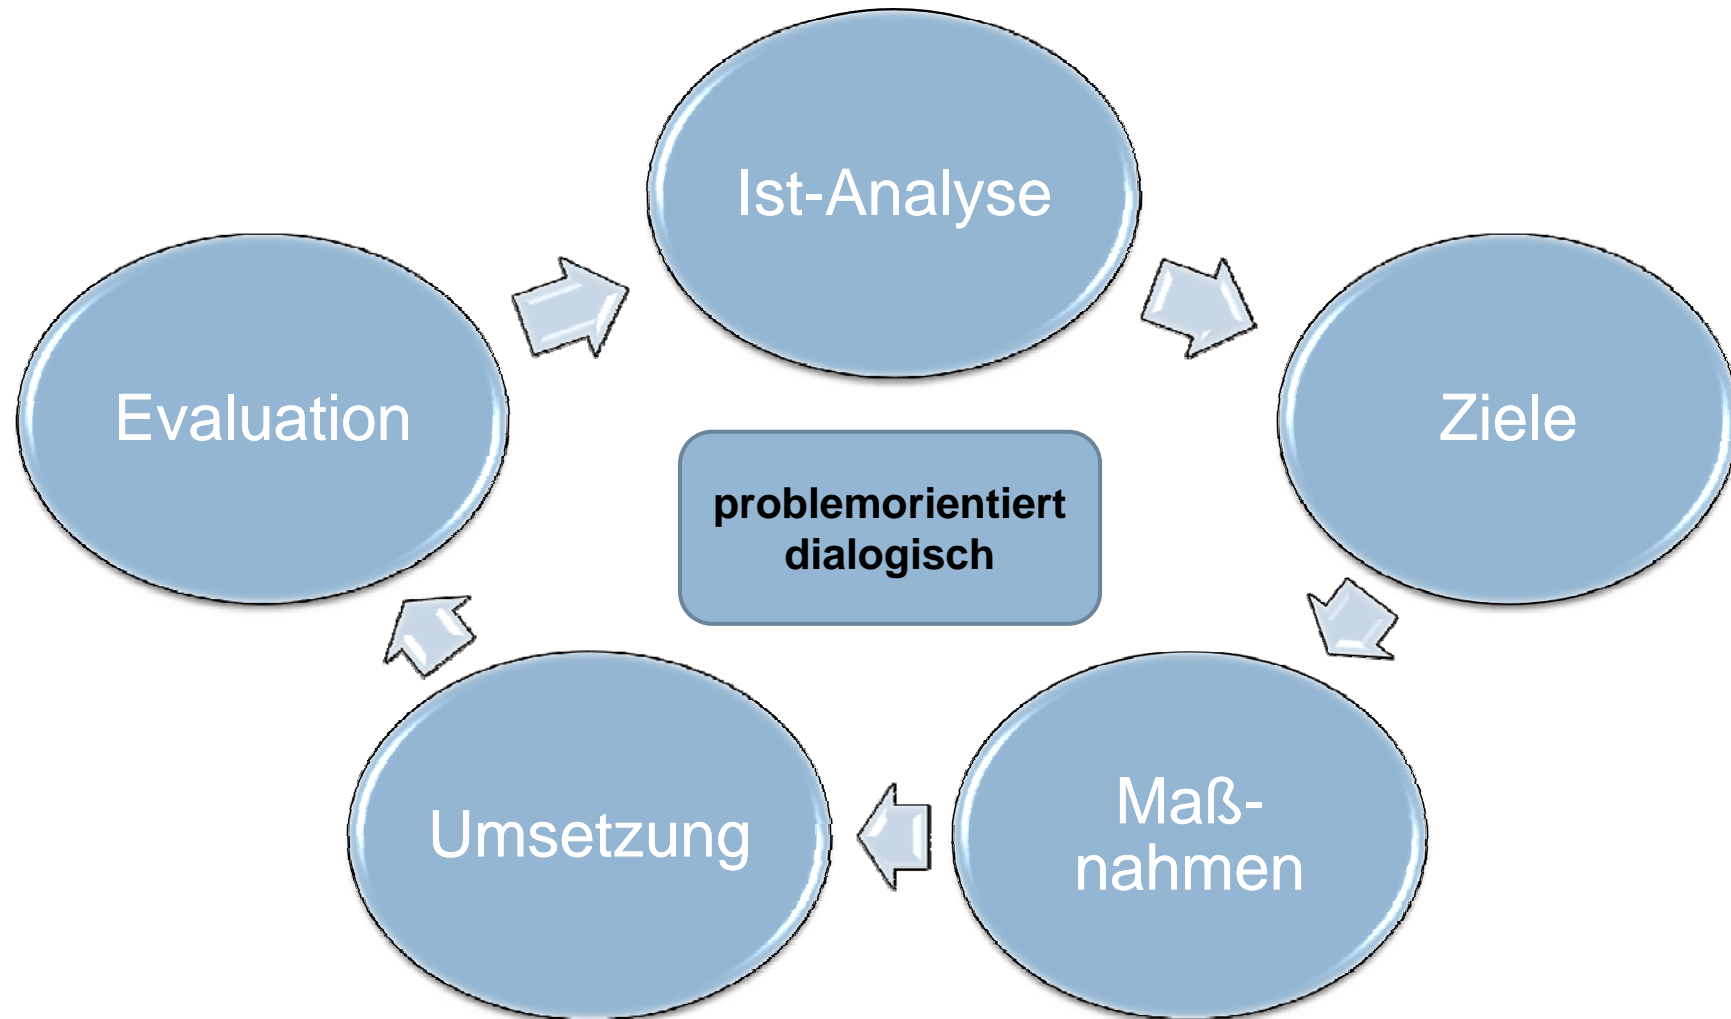 Ist-Analyse
Ziele
Maß-
nahmen
Umsetzung
Evaluation
problemorientiert
dialogisch